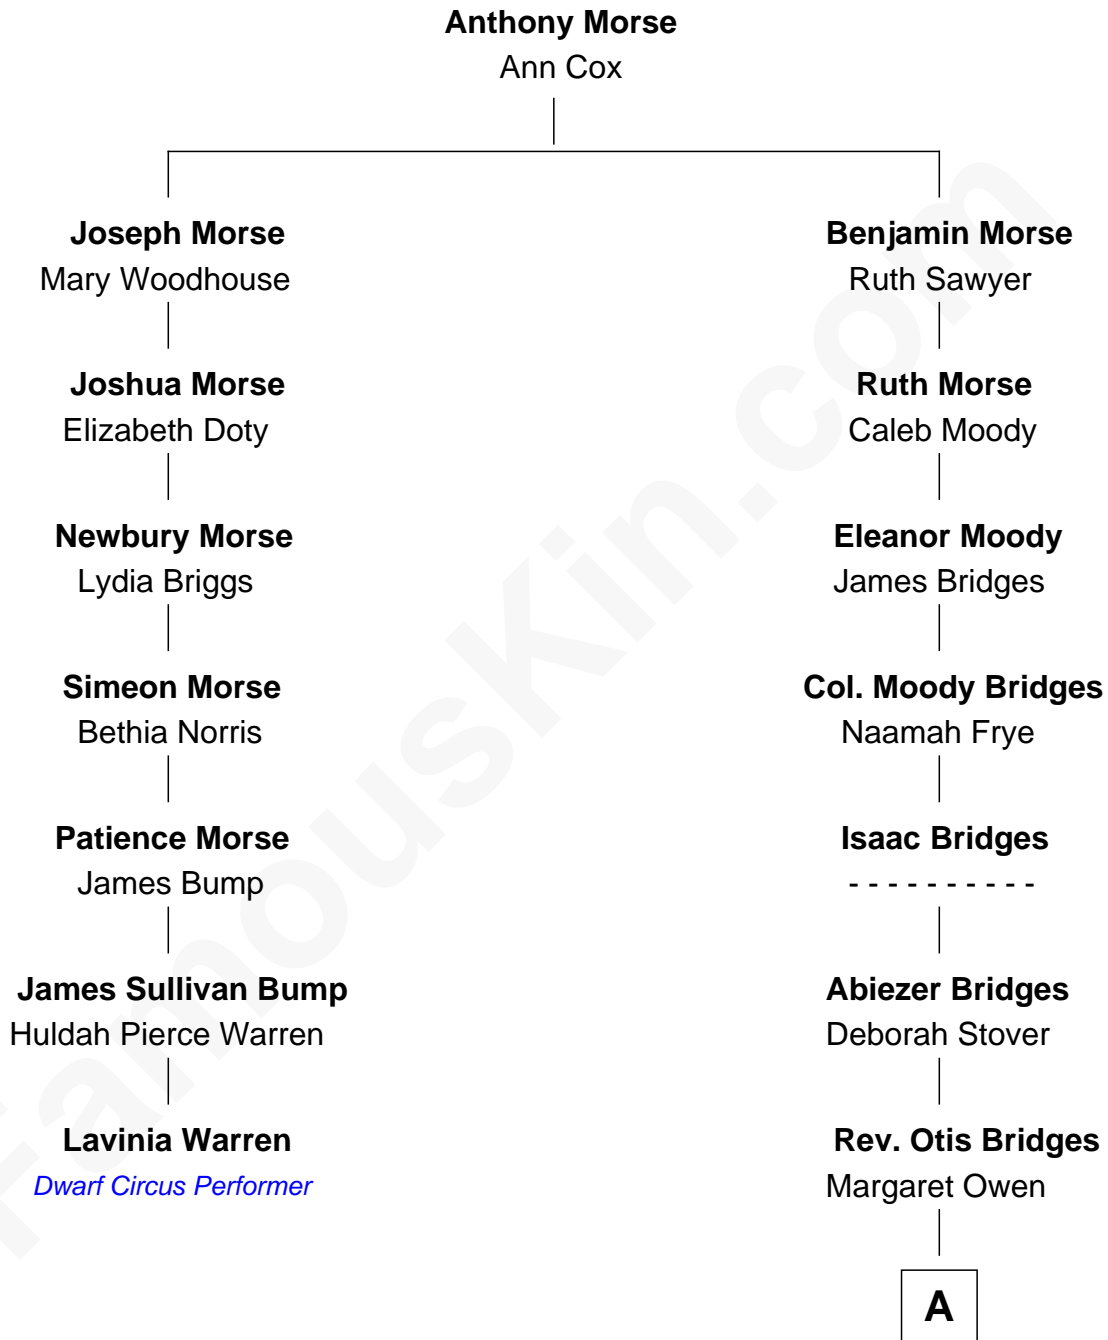 Anthony Morse
Ann Cox
Joseph Morse
Mary Woodhouse
Benjamin Morse
Ruth Sawyer
Joshua Morse
Elizabeth Doty
Ruth Morse
Caleb Moody
Newbury Morse
Lydia Briggs
Eleanor Moody
James Bridges
Simeon Morse
Bethia Norris
Col. Moody Bridges
Naamah Frye
Patience Morse
James Bump
Isaac Bridges
- - - - - - - - - -
James Sullivan Bump
Huldah Pierce Warren
Abiezer Bridges
Deborah Stover
Lavinia Warren
Dwarf Circus Performer
Rev. Otis Bridges
Margaret Owen
A
FamousKin.com